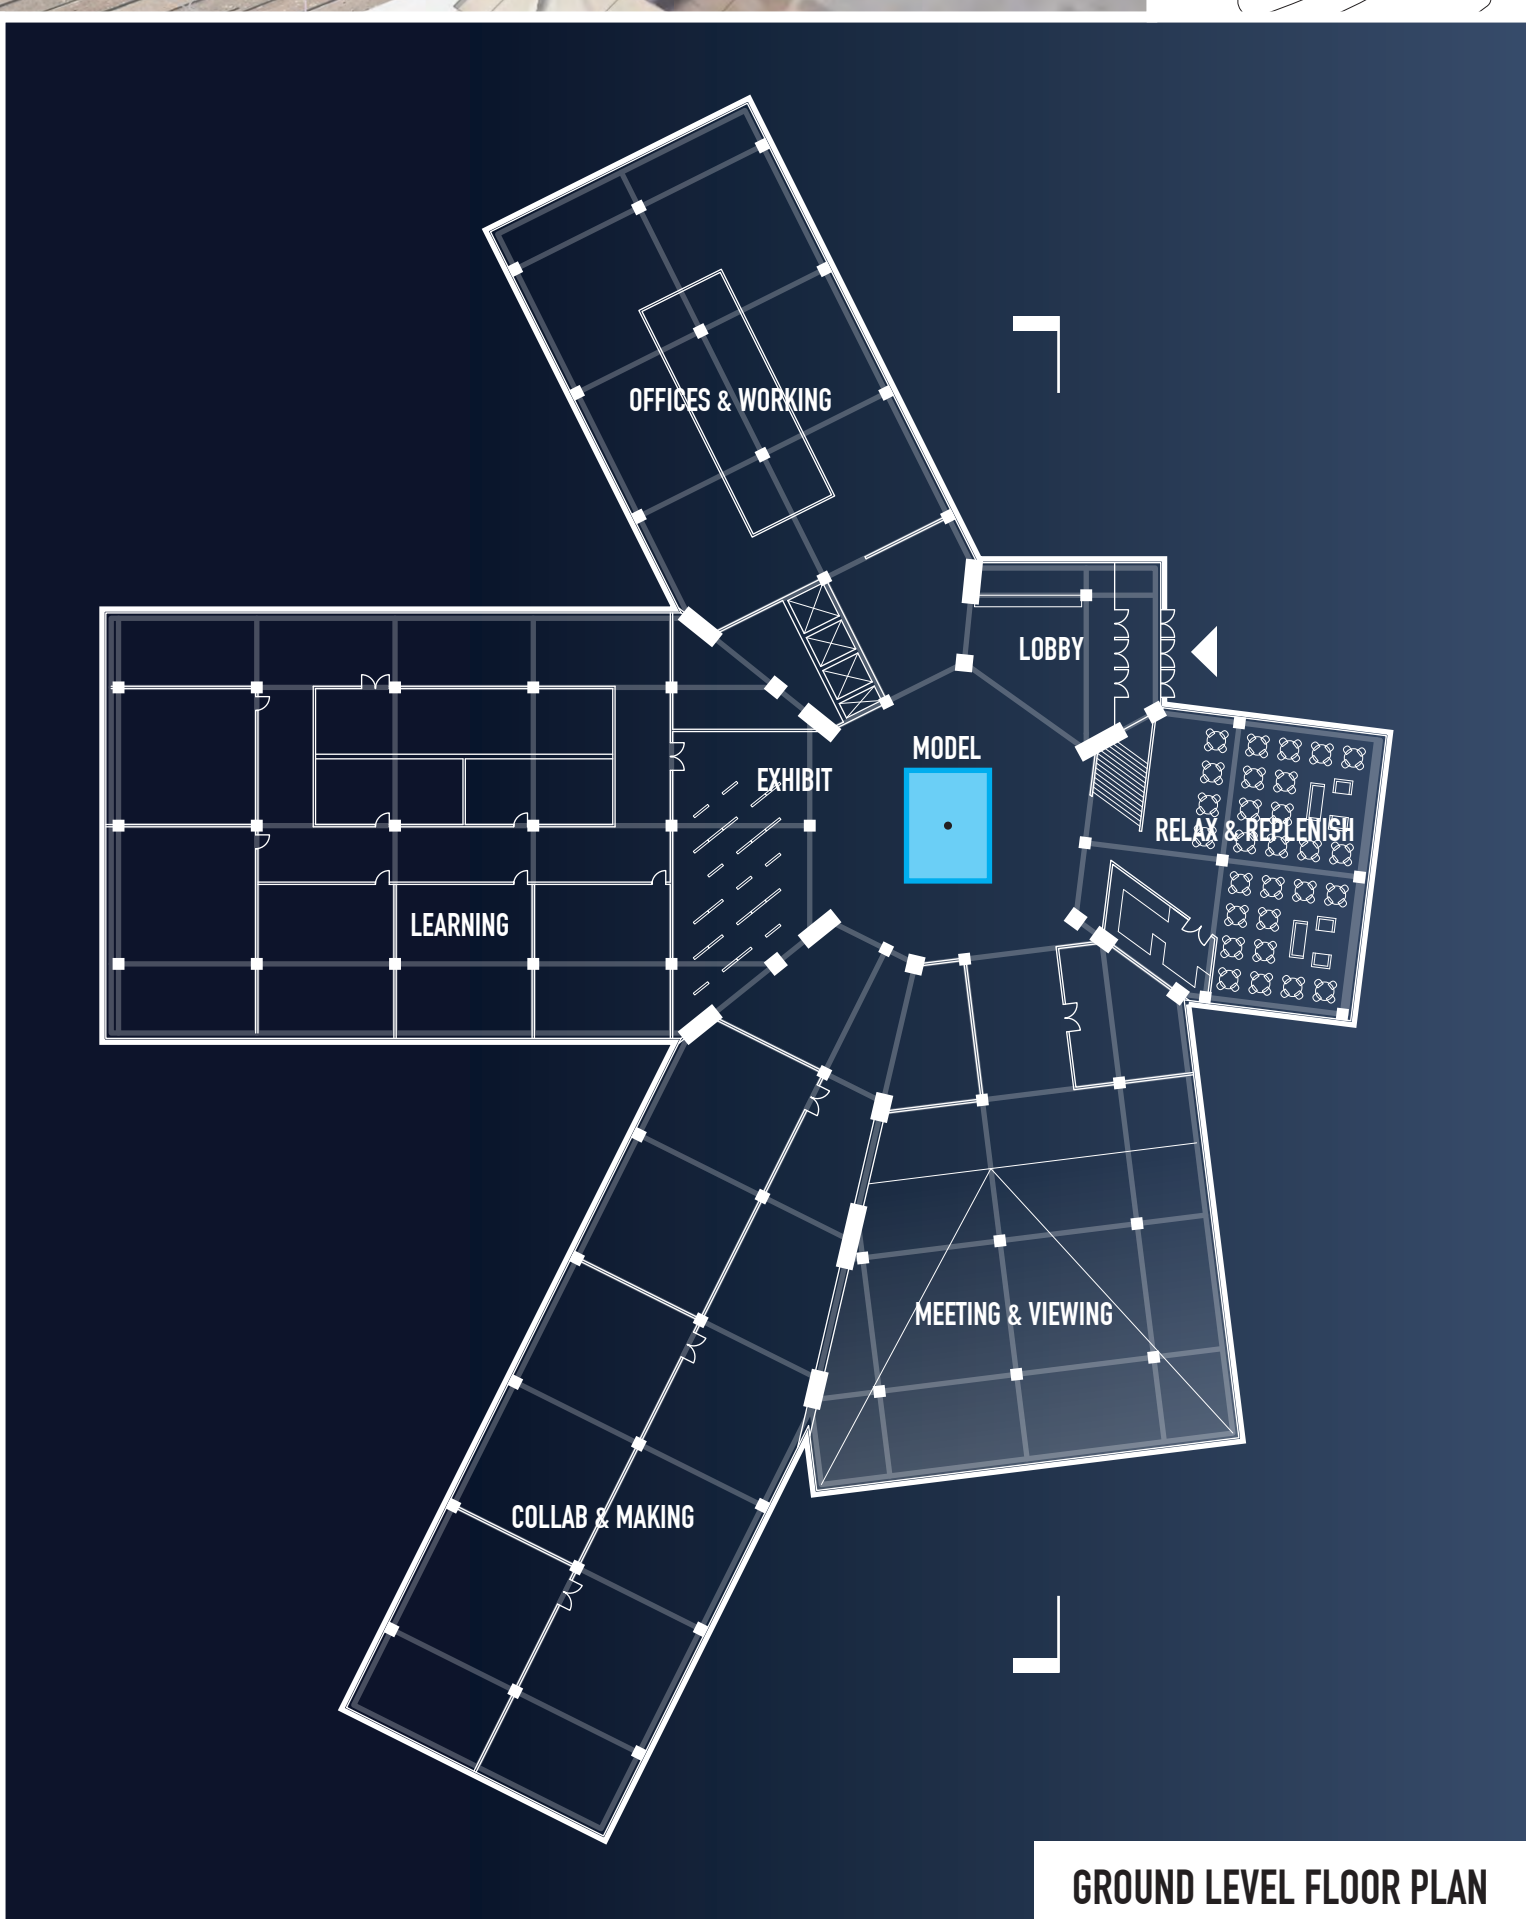 OFFICES & WORKING
LOBBY
MODEL
EXHIBIT
RELAX & REPLENISH
LEARNING
MEETING & VIEWING
COLLAB & MAKING
GROUND LEVEL FLOOR PLAN